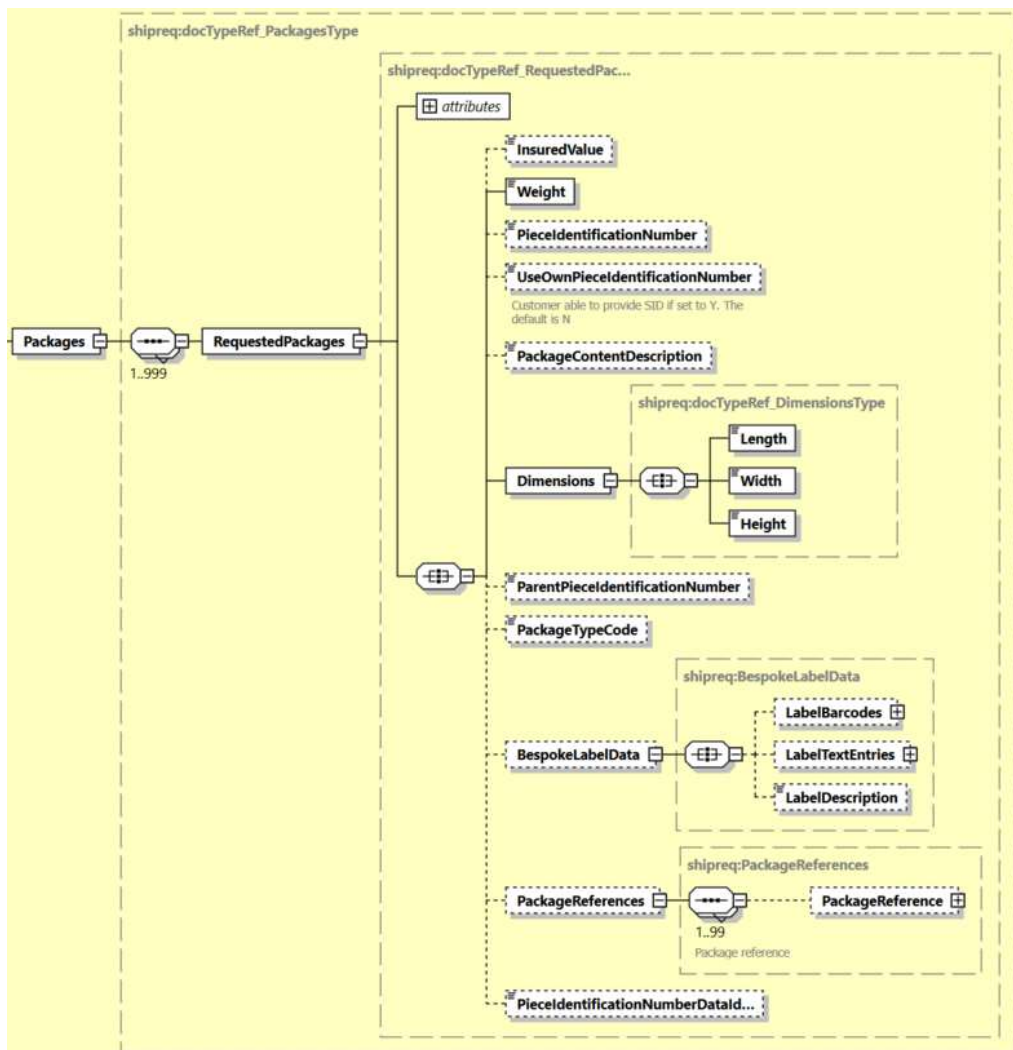 shipreq:docTypeRef_PackagesType
shipreq:docTypeRef_RequestedPac...
attributes
InsuredValue
Weight
PieceIdentificationNumber
UseOwnPieceIdentificationNumber
Customer able to provide SID if set to Y. The
default is N
Packages
1..999
RequestedPackages
PackageContentDescription
shipreq:docTypeRef_DimensionsType
Length
Dimensions
Width
Height
ParentPieceIdentificationNumber
PackageTypeCode
shipreq:BespokeLabelData
LabelBarcodes
BespokeLabelData
LabelTextEntries
LabelDescription
shipreq:PackageReferences
PackageReferences
1..99
PackageReference
Package reference
PieceIdentificationNumberDataId...